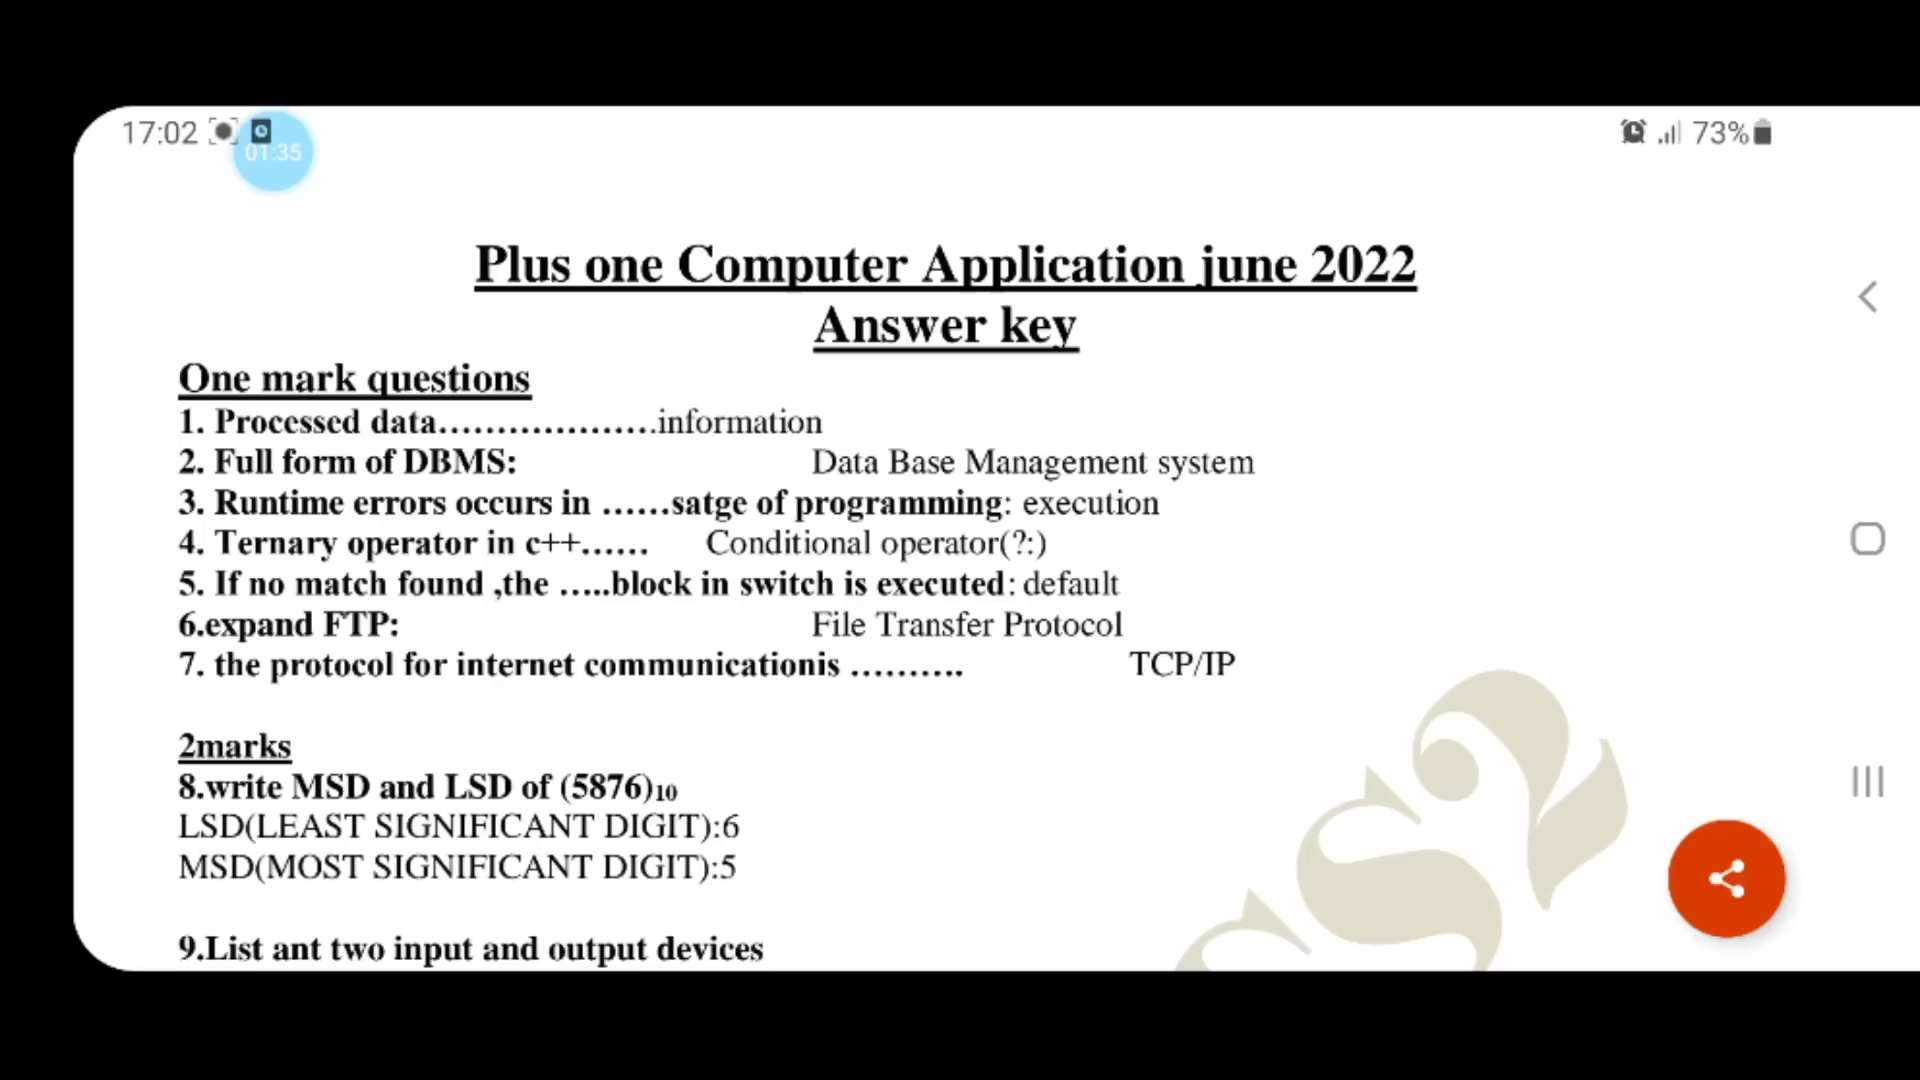 17:02
01:35
73%
Plus one Computer Application june 2022
Answer key
One mark questions
1. Processed data....................information
2. Full form of DBMS: Data Base Management system
3. Runtime errors occurs in ......satge of programming: execution
4. Ternary operator in c++...... Conditional operator(?:)
5. If no match found ,the .....block in switch is executed: default
6.expand FTP: File Transfer Protocol
7. the protocol for internet communicationis .......... TCP/IP
2marks
8.write MSD and LSD of (5876)₁₀
LSD(LEAST SIGNIFICANT DIGIT):6
MSD(MOST SIGNIFICANT DIGIT):5
9.List ant two input and output devices